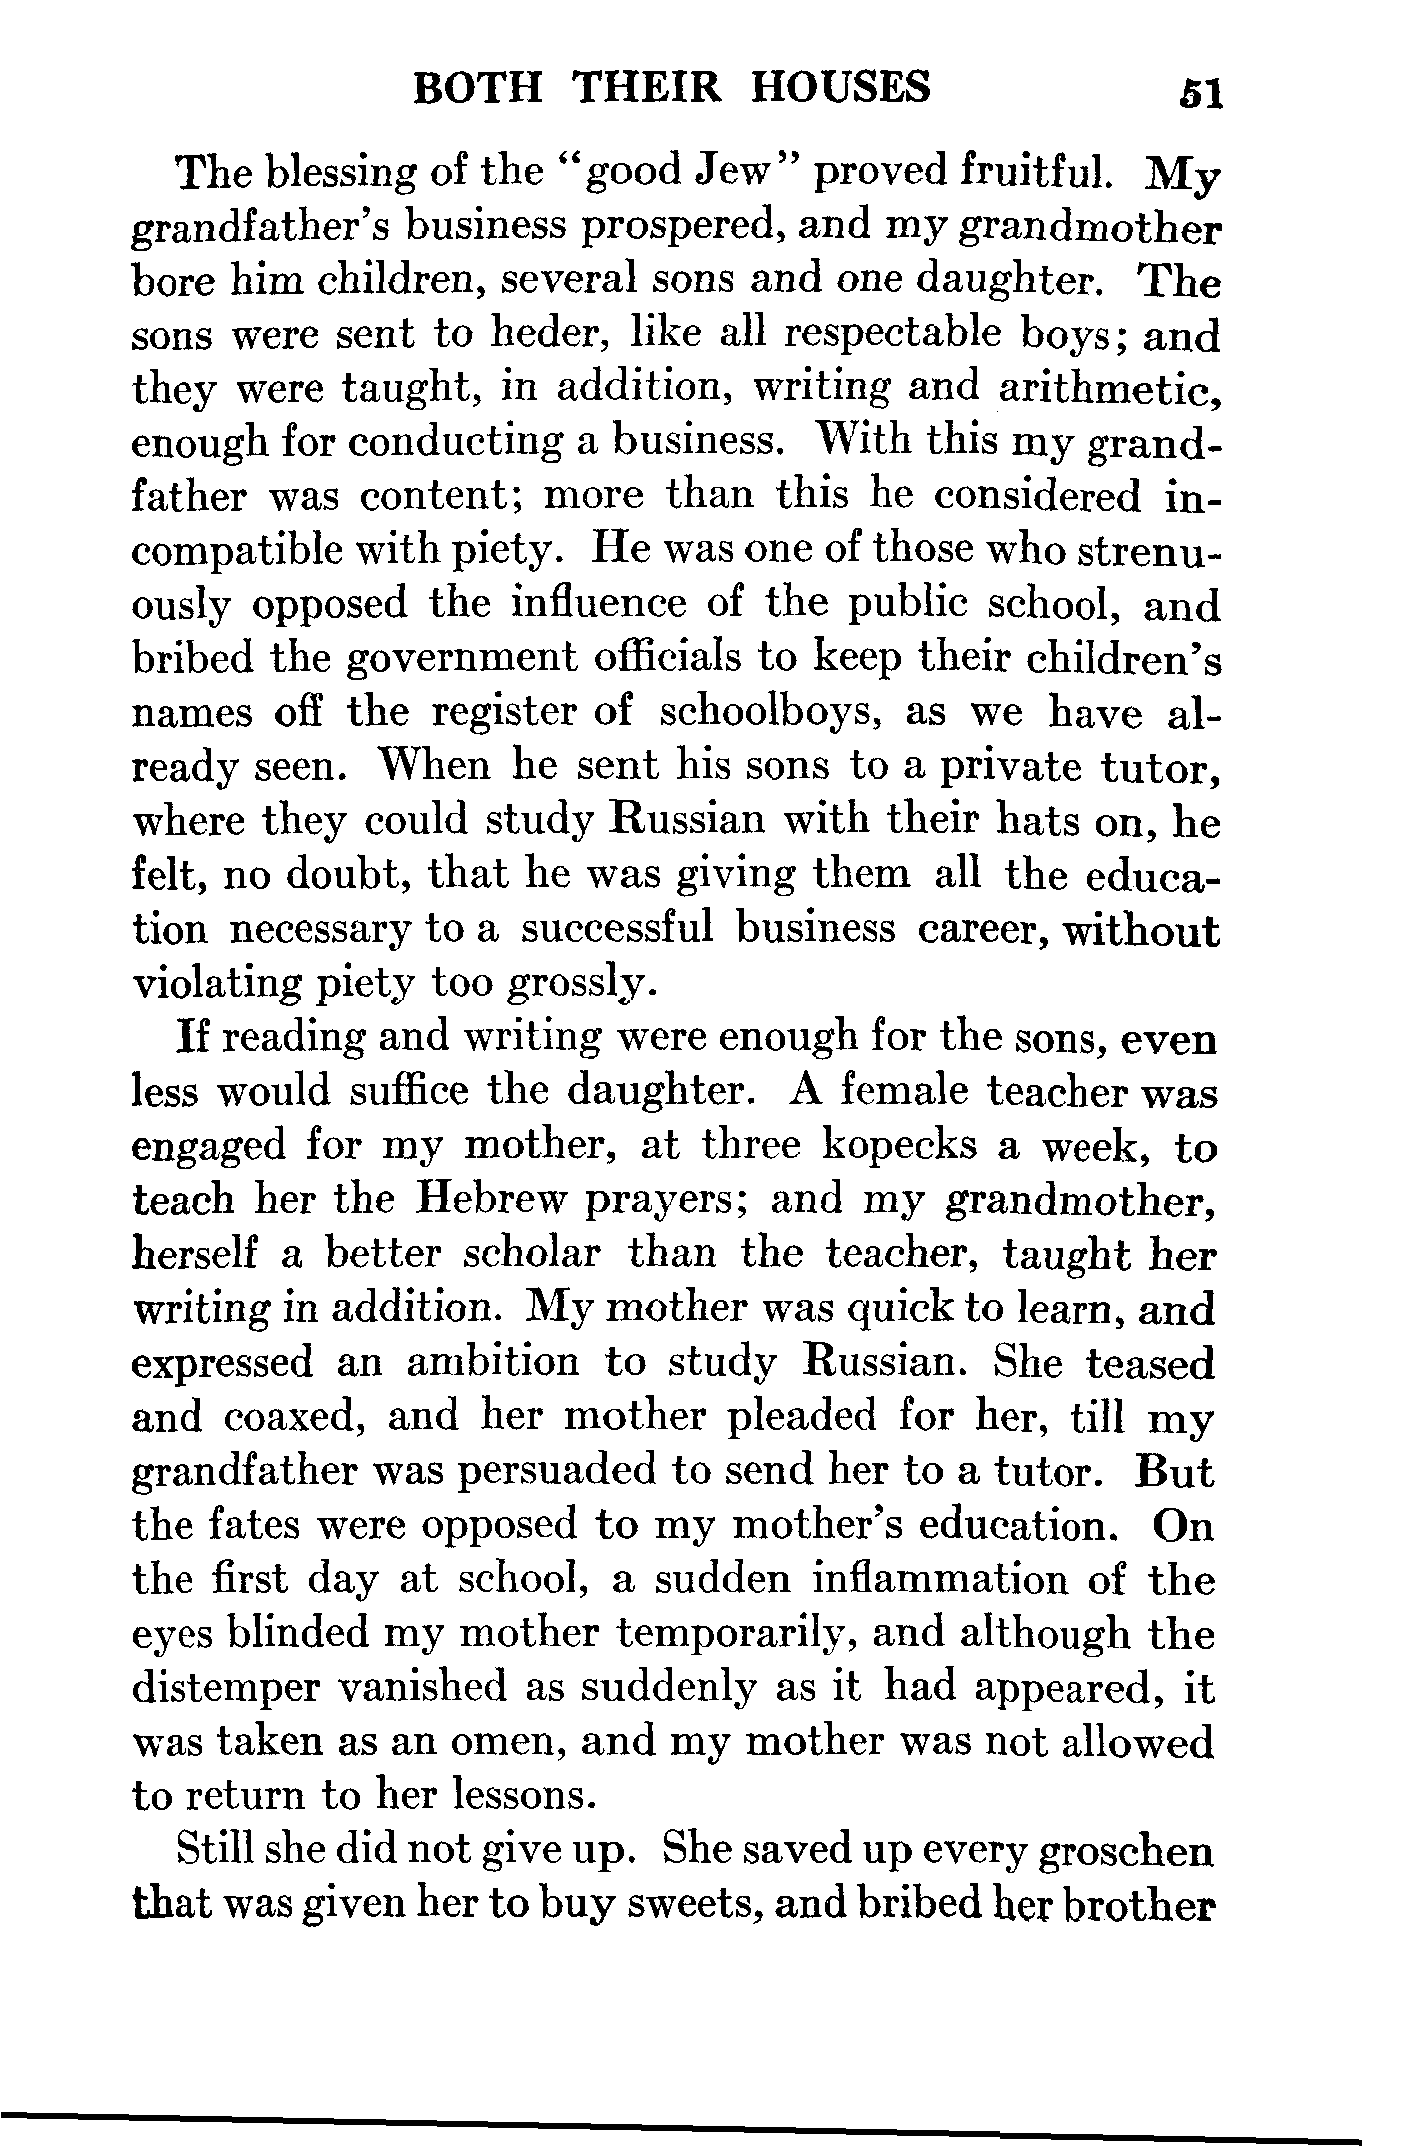 BOTH THEIR HOUSES 51
The blessing of the "good Jew" proved fruitful. My
grandfather's business prospered, and my grandmother
bore him children, several sons and one daughter. The
sons were sent to heder, like all respectable boys; and
they were taught, in addition, writing and arithmetic,
enough for conducting a business. With this my grand-
father was content; more than this he considered in-
compatible with piety. He was one of those who strenu-
ously opposed the influence of the public school, and
bribed the government officials to keep their children's
names off the register of schoolboys, as we have al-
ready seen. When he sent his sons to a private tutor,
where they could study Russian with their hats on, he
felt, no doubt, that he was giving them all the educa-
tion necessary to a successful business career, without
violating piety too grossly.
If reading and writing were enough for the sons, even
less would suffice the daughter. A female teacher was
engaged for my mother, at three kopecks a week, to
teach her the Hebrew prayers; and my grandmother,
herself a better scholar than the teacher, taught her
writing in addition. My mother was quick to learn, and
expressed an ambition to study Russian. She teased
and coaxed, and her mother pleaded for her, till my
grandfather was persuaded to send her to a tutor. But
the fates were opposed to my mother's education. On
the first day at school, a sudden inflammation of the
eyes blinded my mother temporarily, and although the
distemper vanished as suddenly as it had appeared, it
was taken as an omen, and my mother was not allowed
to return to her lessons.
Still she did not give up. She saved up every groschen
that was given her to buy sweets, and bribed her brother